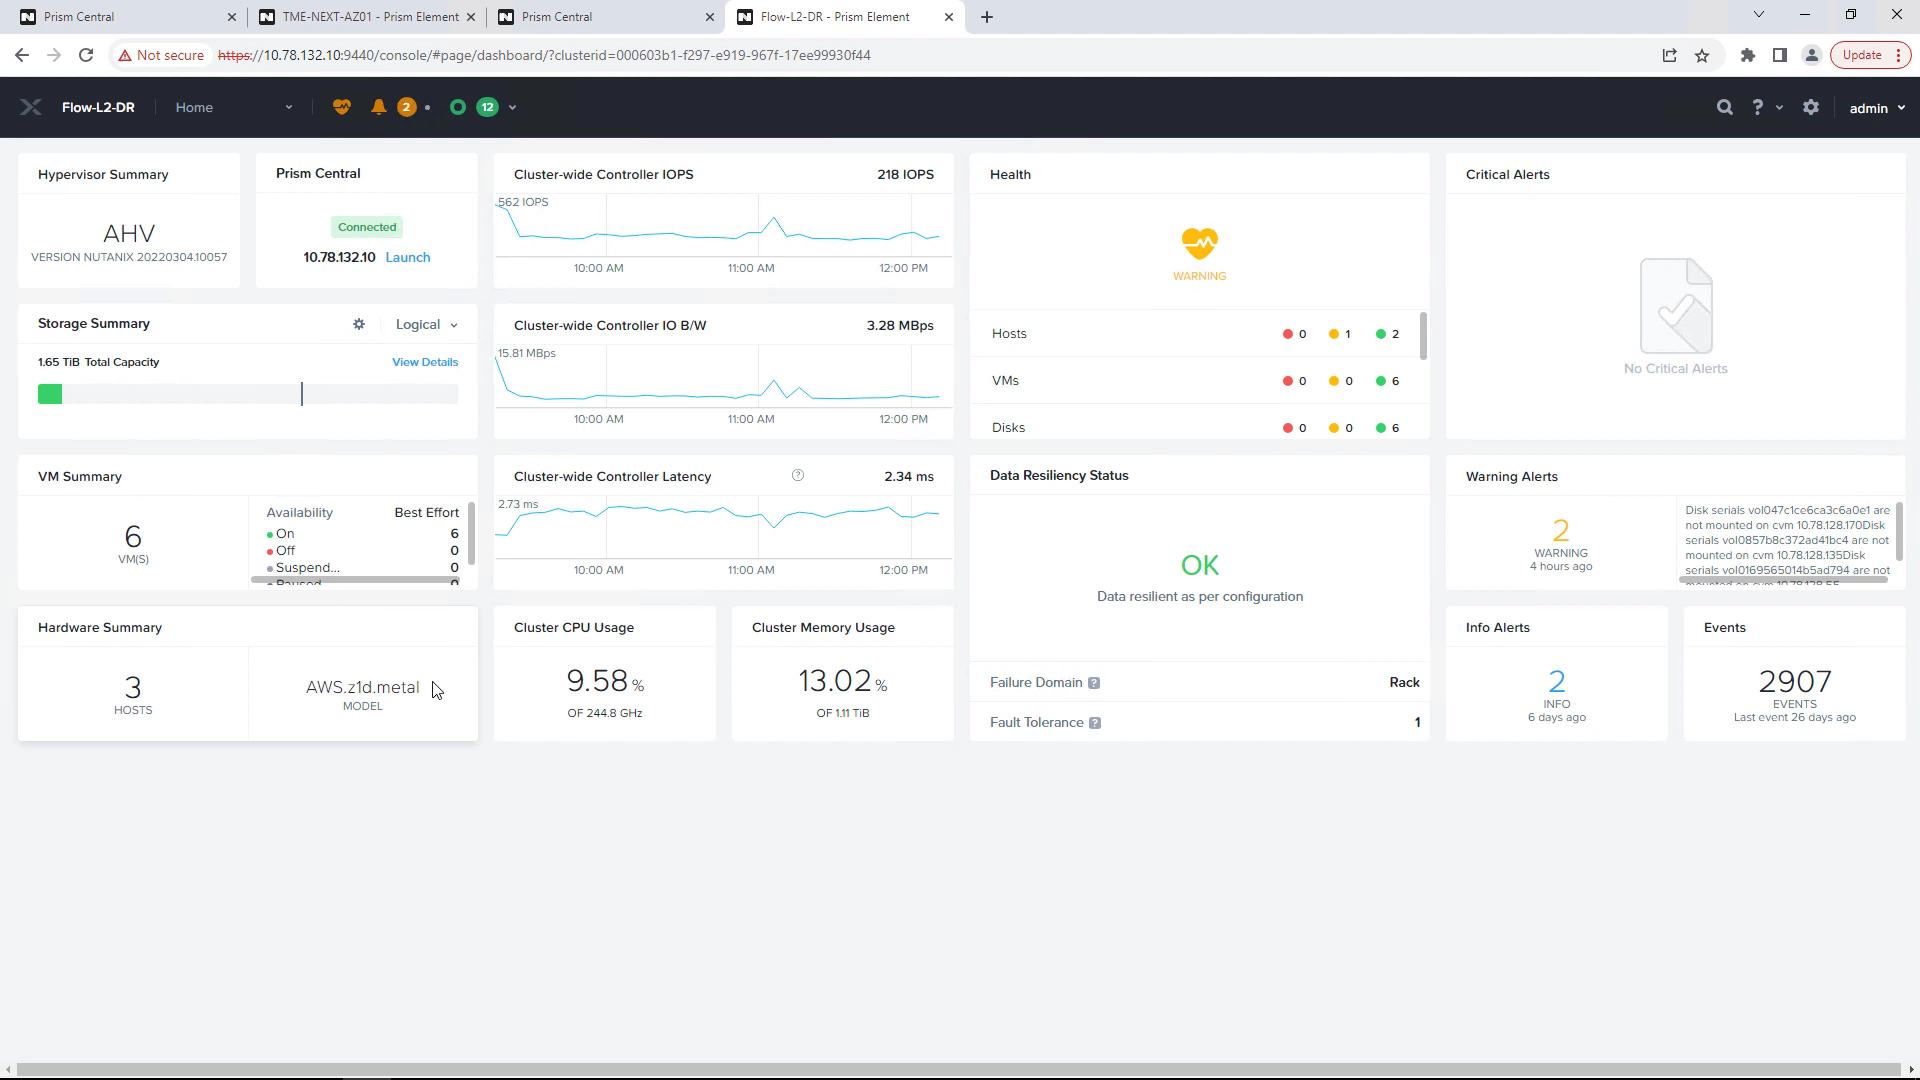 Prism Central
TME-NEXT-AZ01 - Prism Element
Prism Central
Flow-L2-DR - Prism Element
Not secure https://10.78.132.10:9440/console/#page/dashboard/?clusterid=000603b1-f297-e919-967f-17ee99930f44
Update
Flow-L2-DR
Home
2
12
?
admin
Hypervisor Summary
AHV
VERSION NUTANIX 20220304.10057
Prism Central
Connected
10.78.132.10 Launch
Cluster-wide Controller IOPS 218 IOPS
562 IOPS
10:00 AM 11:00 AM 12:00 PM
Health
WARNING
Hosts 0 1 2
VMs 0 0 6
Disks 0 0 6
Critical Alerts
No Critical Alerts
Storage Summary Logical
1.65 TiB Total Capacity View Details
Cluster-wide Controller IO B/W 3.28 MBps
15.81 MBps
10:00 AM 11:00 AM 12:00 PM
VM Summary
6
VM(S)
Availability Best Effort
On 6
Off 0
Suspend... 0
Paused 0
Cluster-wide Controller Latency ? 2.34 ms
2.73 ms
10:00 AM 11:00 AM 12:00 PM
Data Resiliency Status
OK
Data resilient as per configuration
Failure Domain ? Rack
Fault Tolerance ? 1
Warning Alerts
2
WARNING
4 hours ago
Disk serials vol047c1ce6ca3c6a0e1 are
not mounted on cvm 10.78.128.170Disk
serials vol0857b8c372ad41bc4 are not
mounted on cvm 10.78.128.135Disk
serials vol0169565014b5ad794 are not
mounted on cvm 10.78.128.55
Hardware Summary
3
HOSTS
AWS.z1d.metal
MODEL
Cluster CPU Usage
9.58 %
OF 244.8 GHz
Cluster Memory Usage
13.02 %
OF 1.11 TiB
Info Alerts
2
INFO
6 days ago
Events
2907
EVENTS
Last event 26 days ago